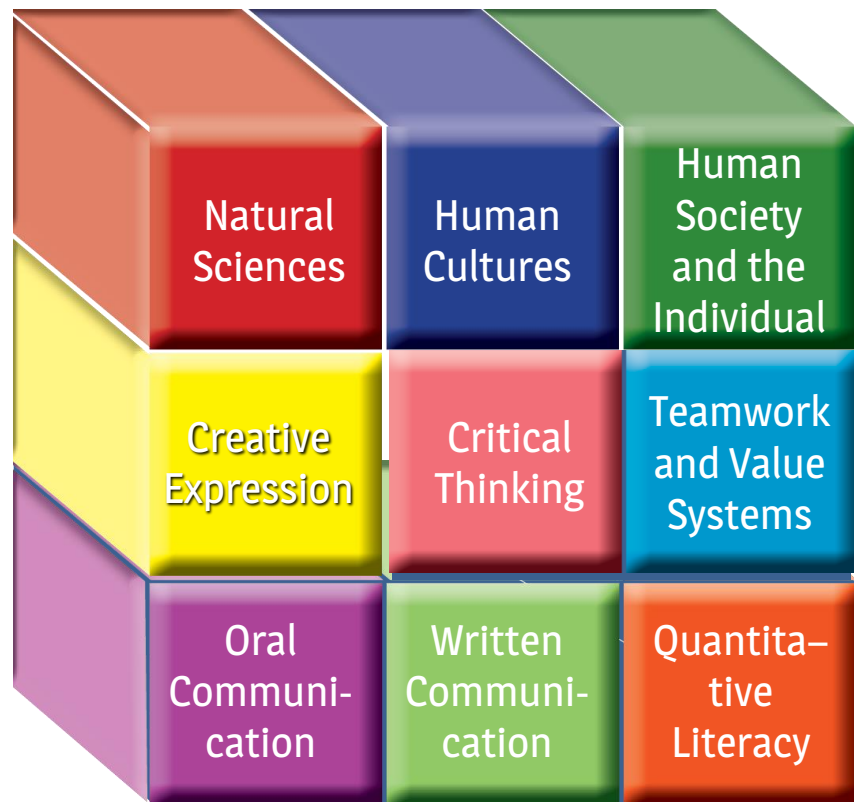 Natural
Sciences
Human
Cultures
Human
Society
and the
Individual
Creative
Expression
Critical
Thinking
Teamwork
and Value
Systems
Oral
Communi-
cation
Written
Communi-
cation
Quantita–
tive
Literacy